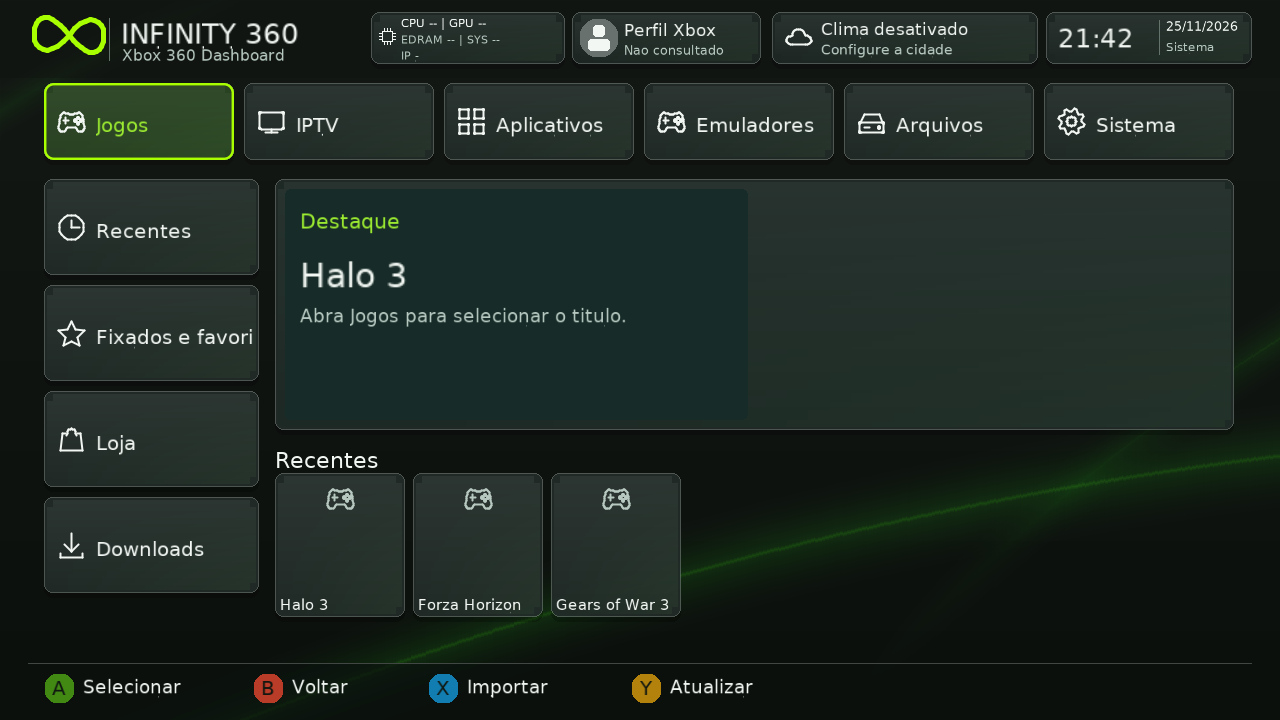 INFINITY 360
Xbox 360 Dashboard
CPU -- | GPU --
EDRAM -- | SYS --
IP -
Perfil Xbox
Nao consultado
Clima desativado
Configure a cidade
21:42
25/11/2026
Sistema
Jogos
IPTV
Aplicativos
Emuladores
Arquivos
Sistema
Recentes
Fixados e favori
Loja
Downloads
Destaque
Halo 3
Abra Jogos para selecionar o titulo.
Recentes
Halo 3
Forza Horizon
Gears of War 3
A Selecionar
B Voltar
X Importar
Y Atualizar